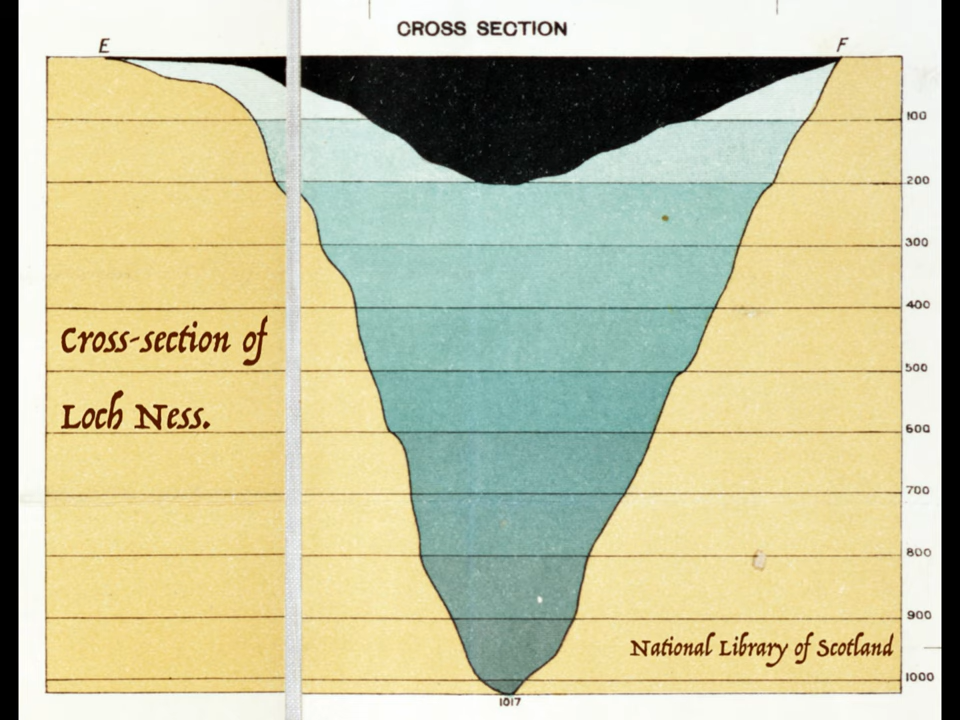 CROSS SECTION
E
F
100
200
300
400
Cross-section of
500
Loch Ness.
600
700
800
900
National Library of Scotland
1000
1017